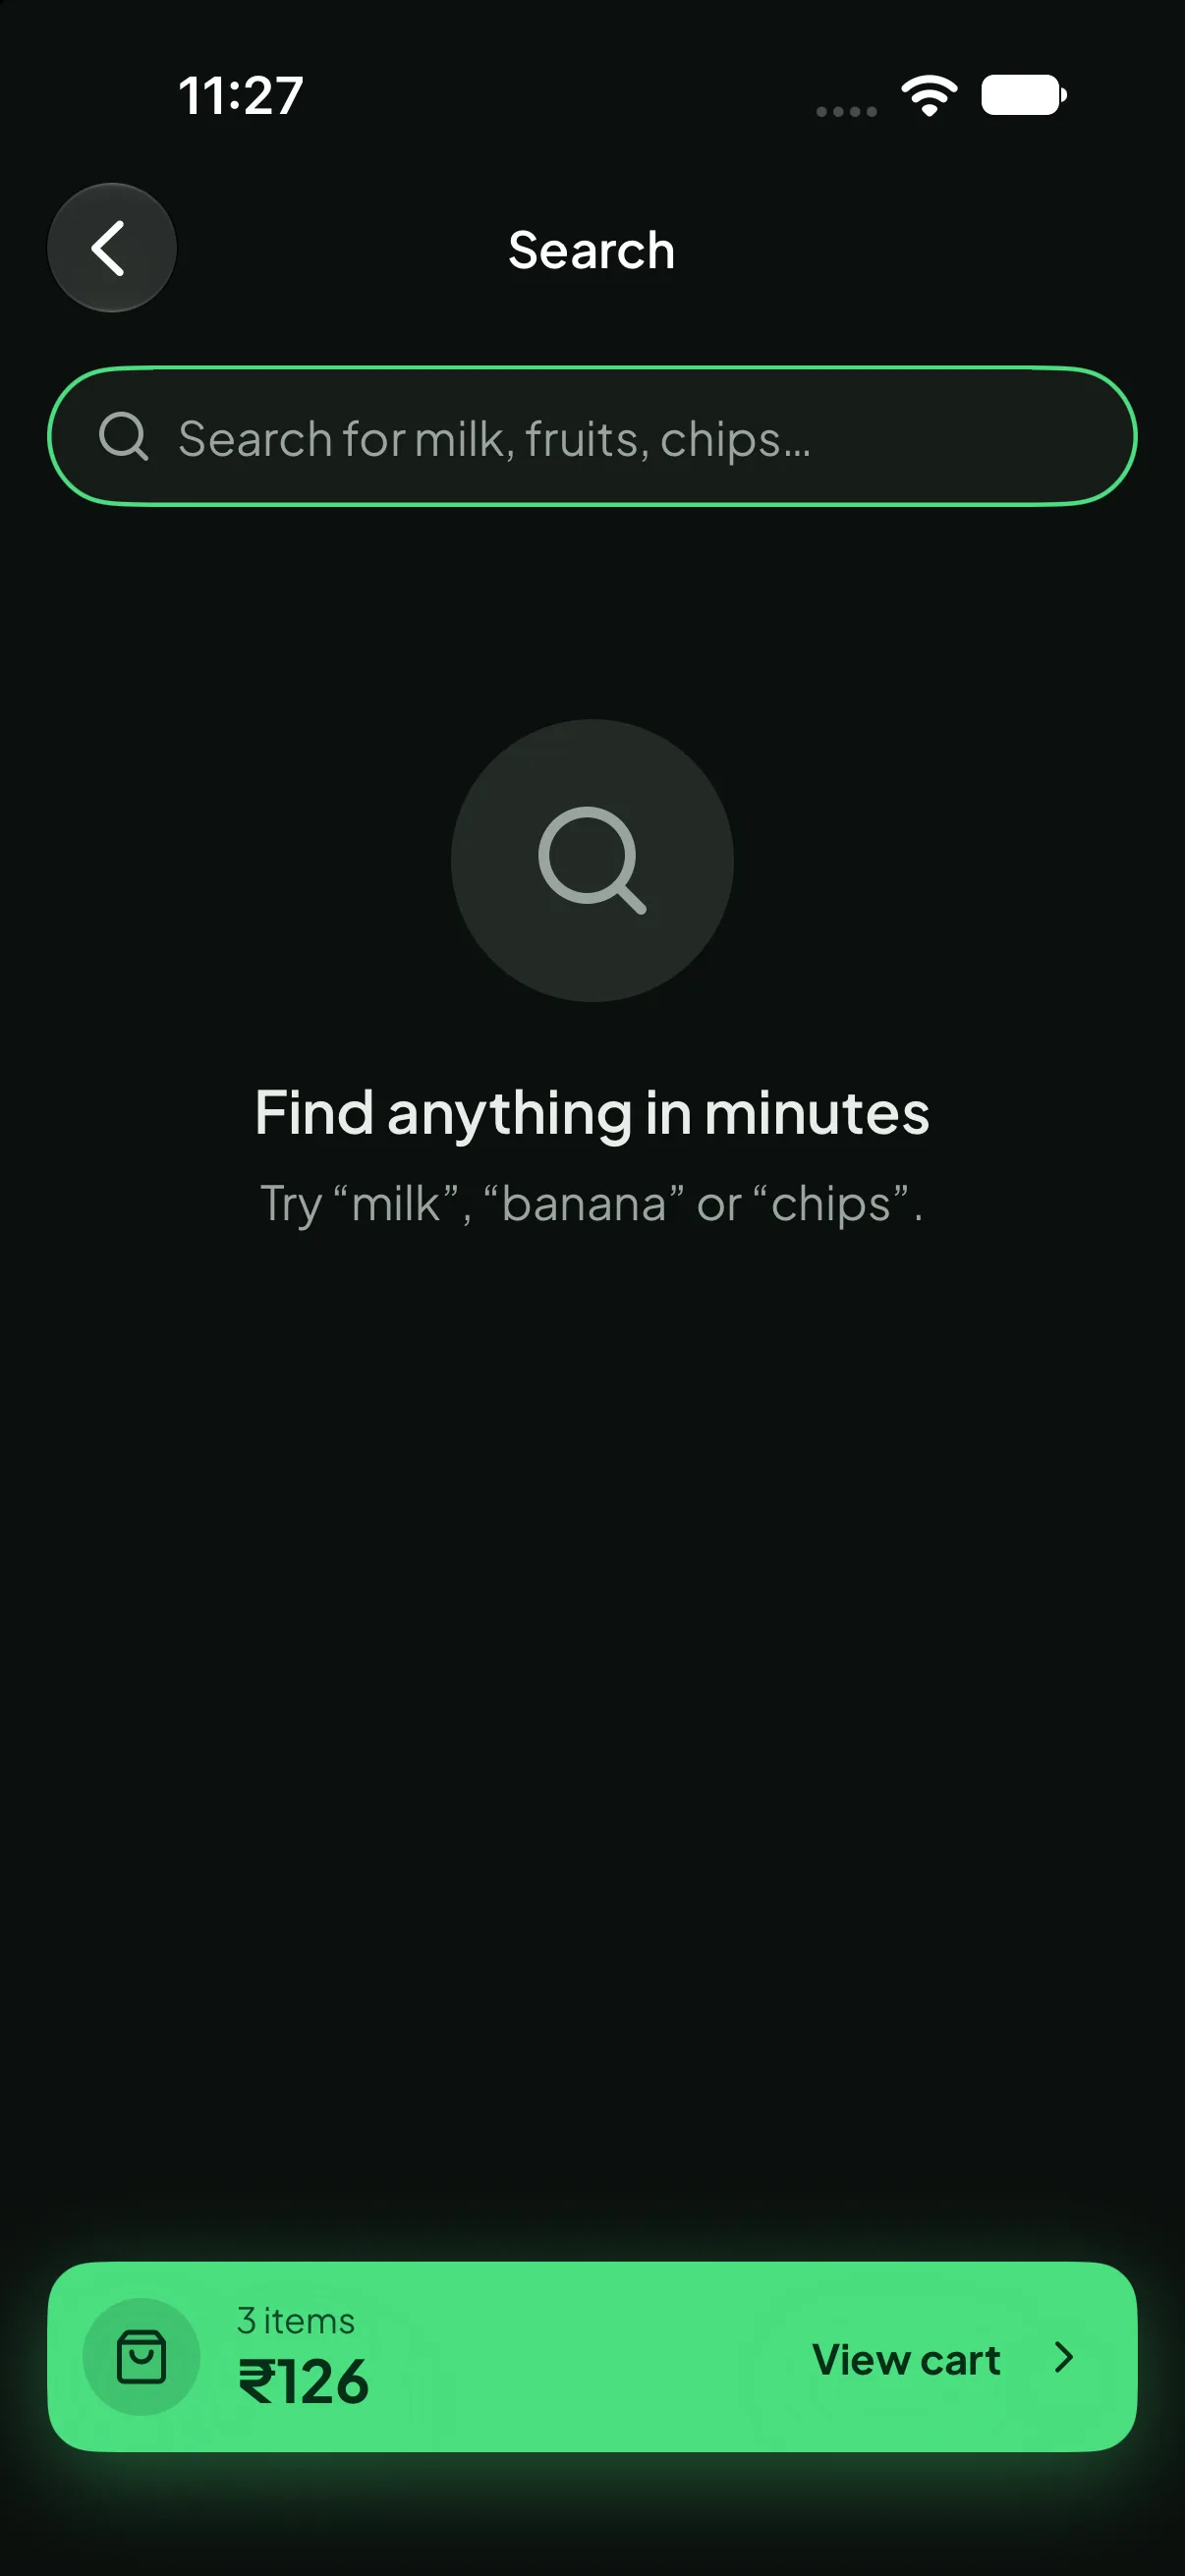 11:27
Search
Search for milk, fruits, chips...
Find anything in minutes
Try “milk”, “banana” or “chips”.
3 items
₹126
View cart